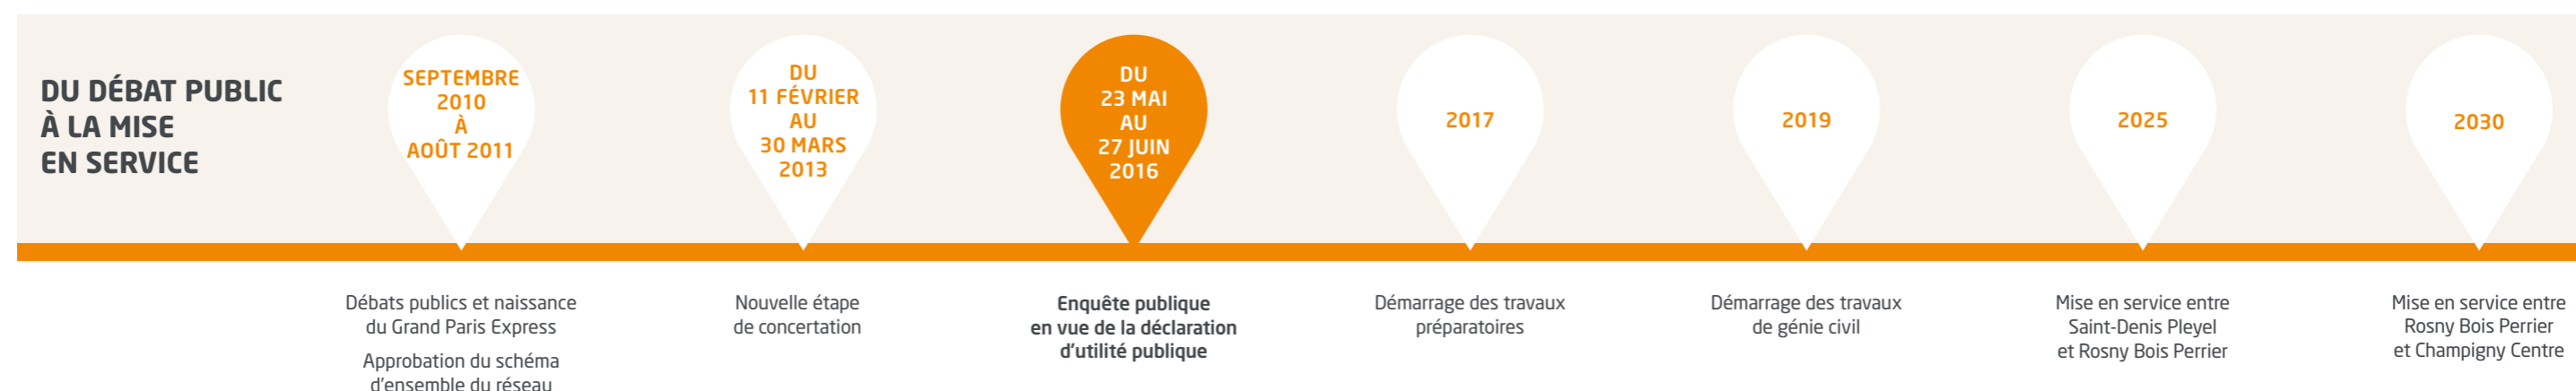 DU DÉBAT PUBLIC
À LA MISE
EN SERVICE
SEPTEMBRE
2010
À
AOÛT 2011
Débats publics et naissance
du Grand Paris Express
Approbation du schéma
d'ensemble du réseau
DU
11 FÉVRIER
AU
30 MARS
2013
Nouvelle étape
de concertation
DU
23 MAI
AU
27 JUIN
2016
Enquête publique
en vue de la déclaration
d'utilité publique
2017
Démarrage des travaux
préparatoires
2019
Démarrage des travaux
de génie civil
2025
Mise en service entre
Saint-Denis Pleyel
et Rosny Bois Perrier
2030
Mise en service entre
Rosny Bois Perrier
et Champigny Centre